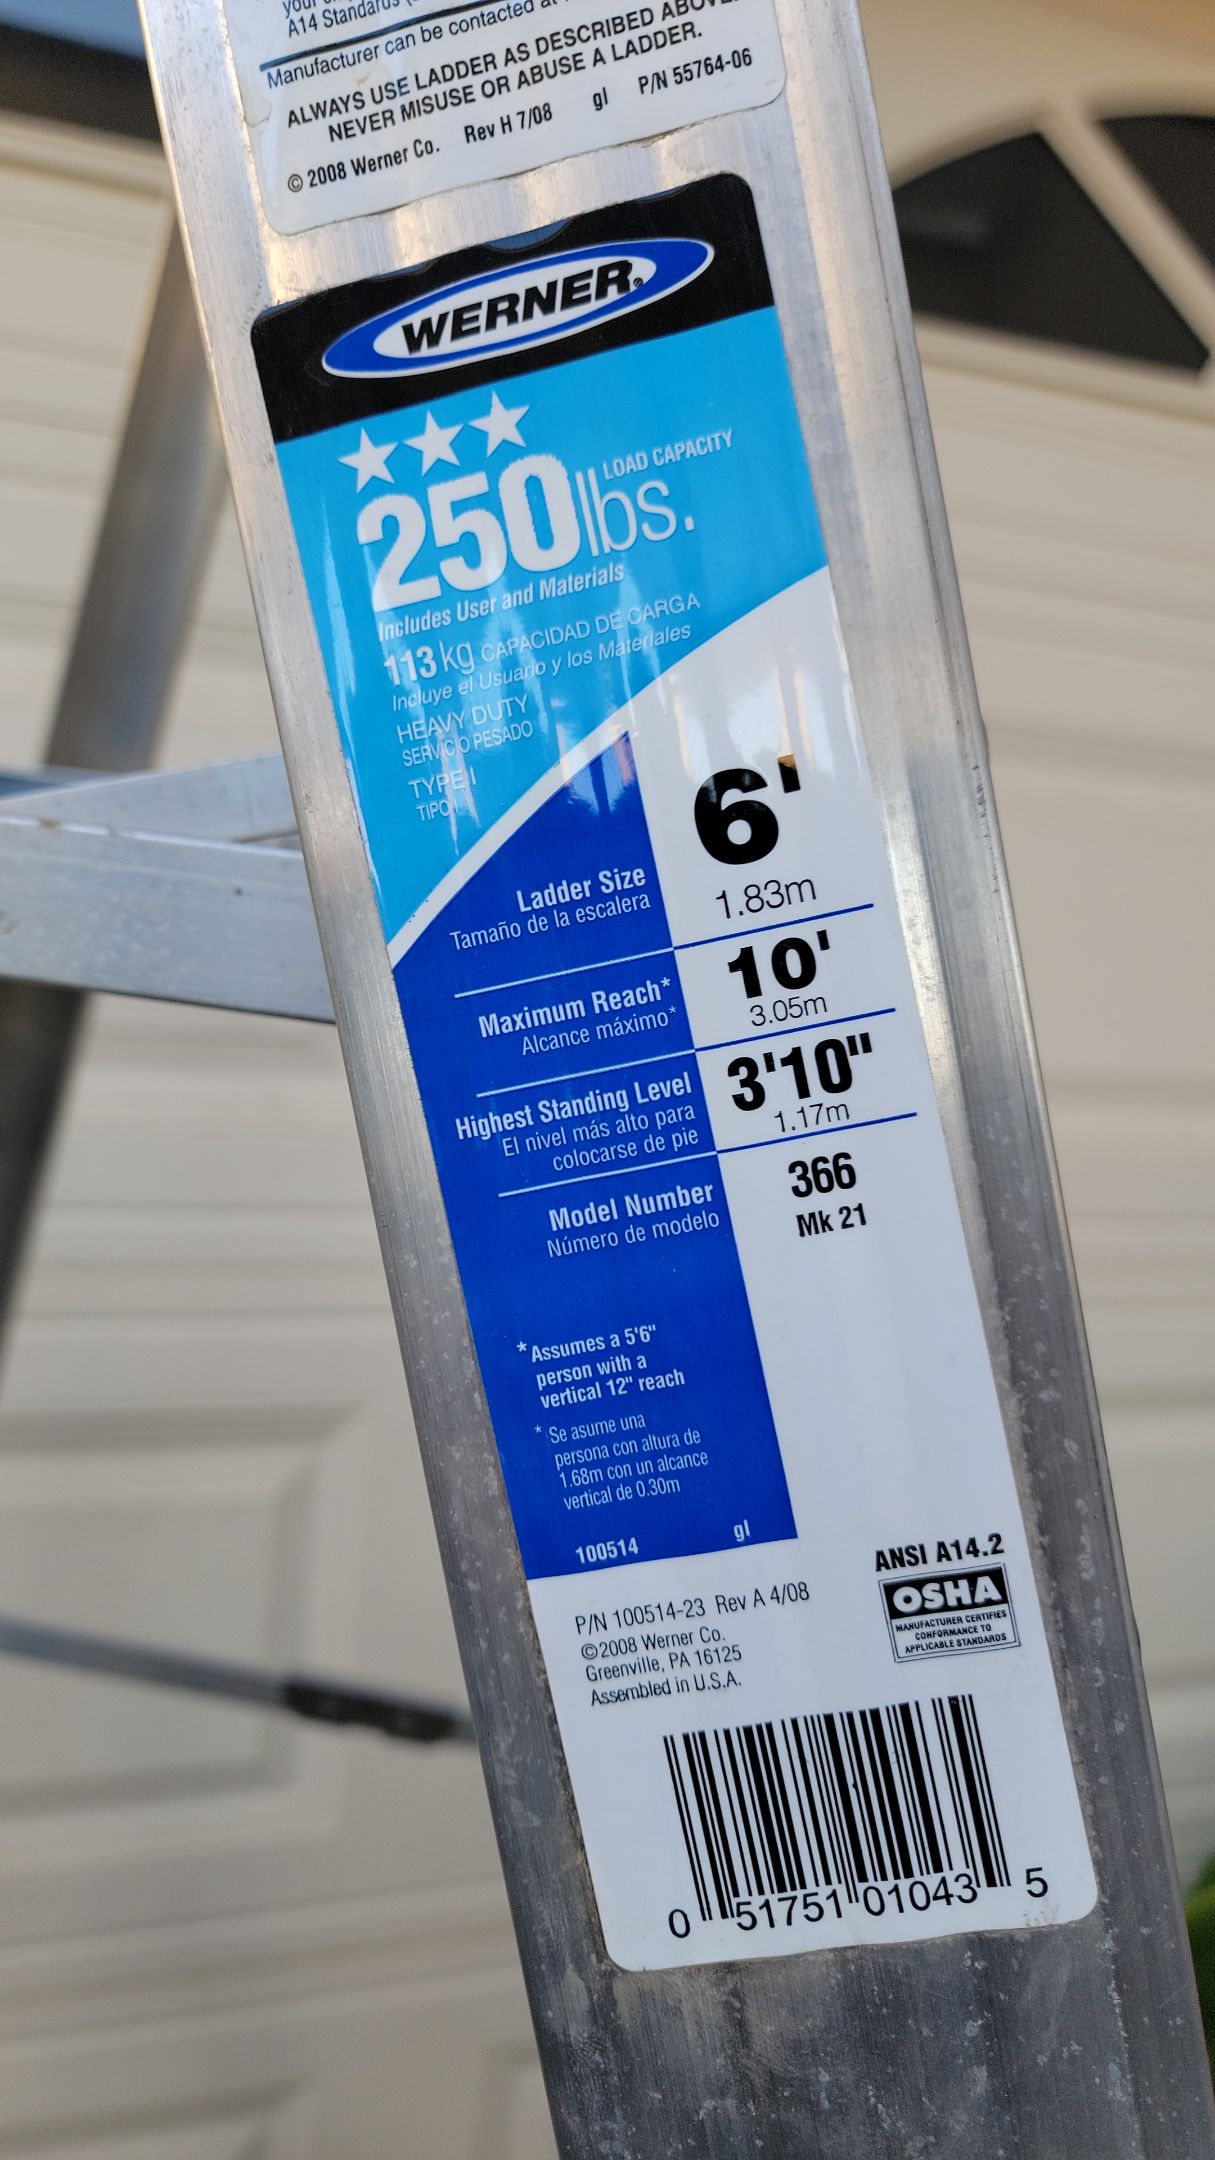 A14 Standards
Manufacturer can be contacted at
ALWAYS USE LADDER AS DESCRIBED ABOVE.
NEVER MISUSE OR ABUSE A LADDER.
© 2008 Werner Co. Rev H 7/08 gl P/N 55764-06
WERNER®
250 lbs. LOAD CAPACITY
Includes User and Materials
113 kg CAPACIDAD DE CARGA
Incluye el Usuario y los Materiales
HEAVY DUTY
SERVICIO PESADO
TYPE I
TIPO I
Ladder Size 6'
Tamaño de la escalera 1.83m
Maximum Reach* 10'
Alcance máximo* 3.05m
Highest Standing Level 3'10"
El nivel más alto para 1.17m
colocarse de pie
Model Number 366
Número de modelo Mk 21
* Assumes a 5'6"
person with a
vertical 12" reach
* Se asume una
persona con altura de
1.68m con un alcance
vertical de 0.30m
100514 gl
ANSI A14.2
OSHA
MANUFACTURER CERTIFIES
CONFORMANCE TO
APPLICABLE STANDARDS
P/N 100514-23 Rev A 4/08
©2008 Werner Co.
Greenville, PA 16125
Assembled in U.S.A.
0 51751 01043 5